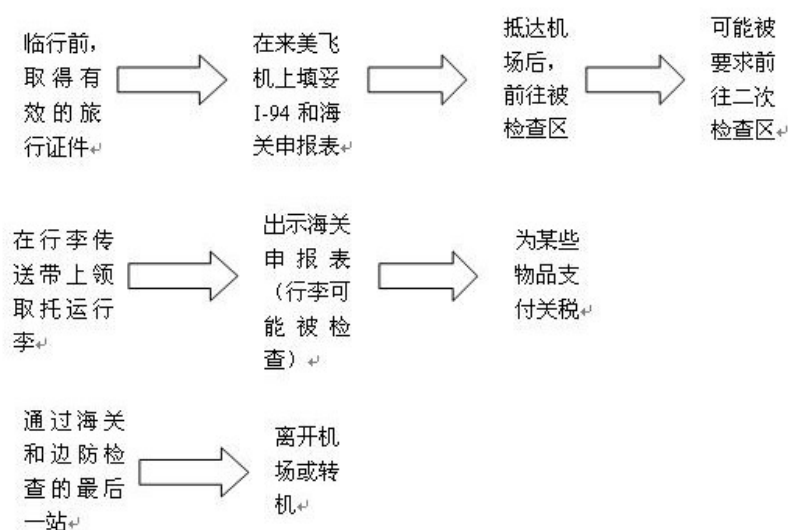 临行前，
取得有
效的旅
行证件
在来美飞
机上填妥
I-94 和海
关申报表
抵达机
场后，
前往被
检查区
可能被
要求前
往二次
检查区
在行李传
送带上领
取托运行
李
出示海关
申报表
（行李可
能被检
查）
为某些
物品支
付关税
通过海关
和边防检
查的最后
一站
离开机
场或转
机